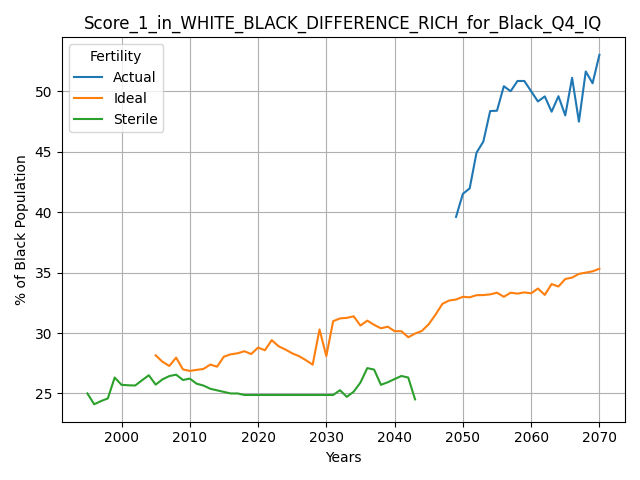 Score_1_in_WHITE_BLACK_DIFFERENCE_RICH_for_Black_Q4_IQ
Fertility
Actual
Ideal
Sterile
% of Black Population
50
45
40
35
30
25
2000
2010
2020
2030
2040
2050
2060
2070
Years